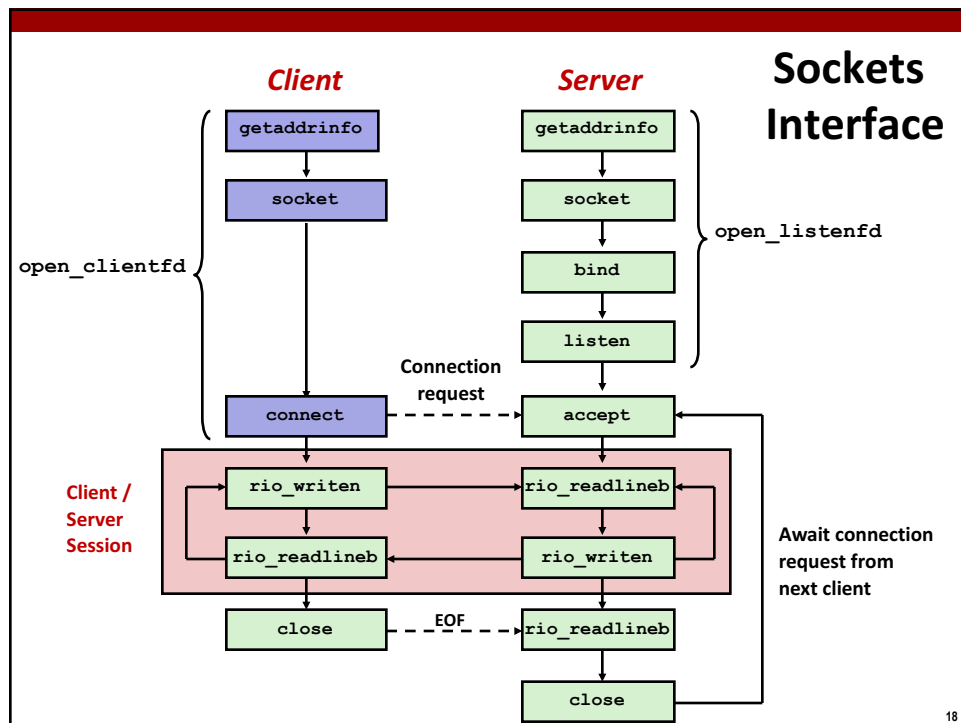 Sockets
Interface
Client
Server
getaddrinfo
getaddrinfo
socket
socket
open_clientfd
open_listenfd
bind
listen
Connection
request
connect
accept
Client /
Server
Session
rio_writen
rio_readlineb
rio_readlineb
rio_writen
Await connection
request from
next client
close
EOF
rio_readlineb
close
18